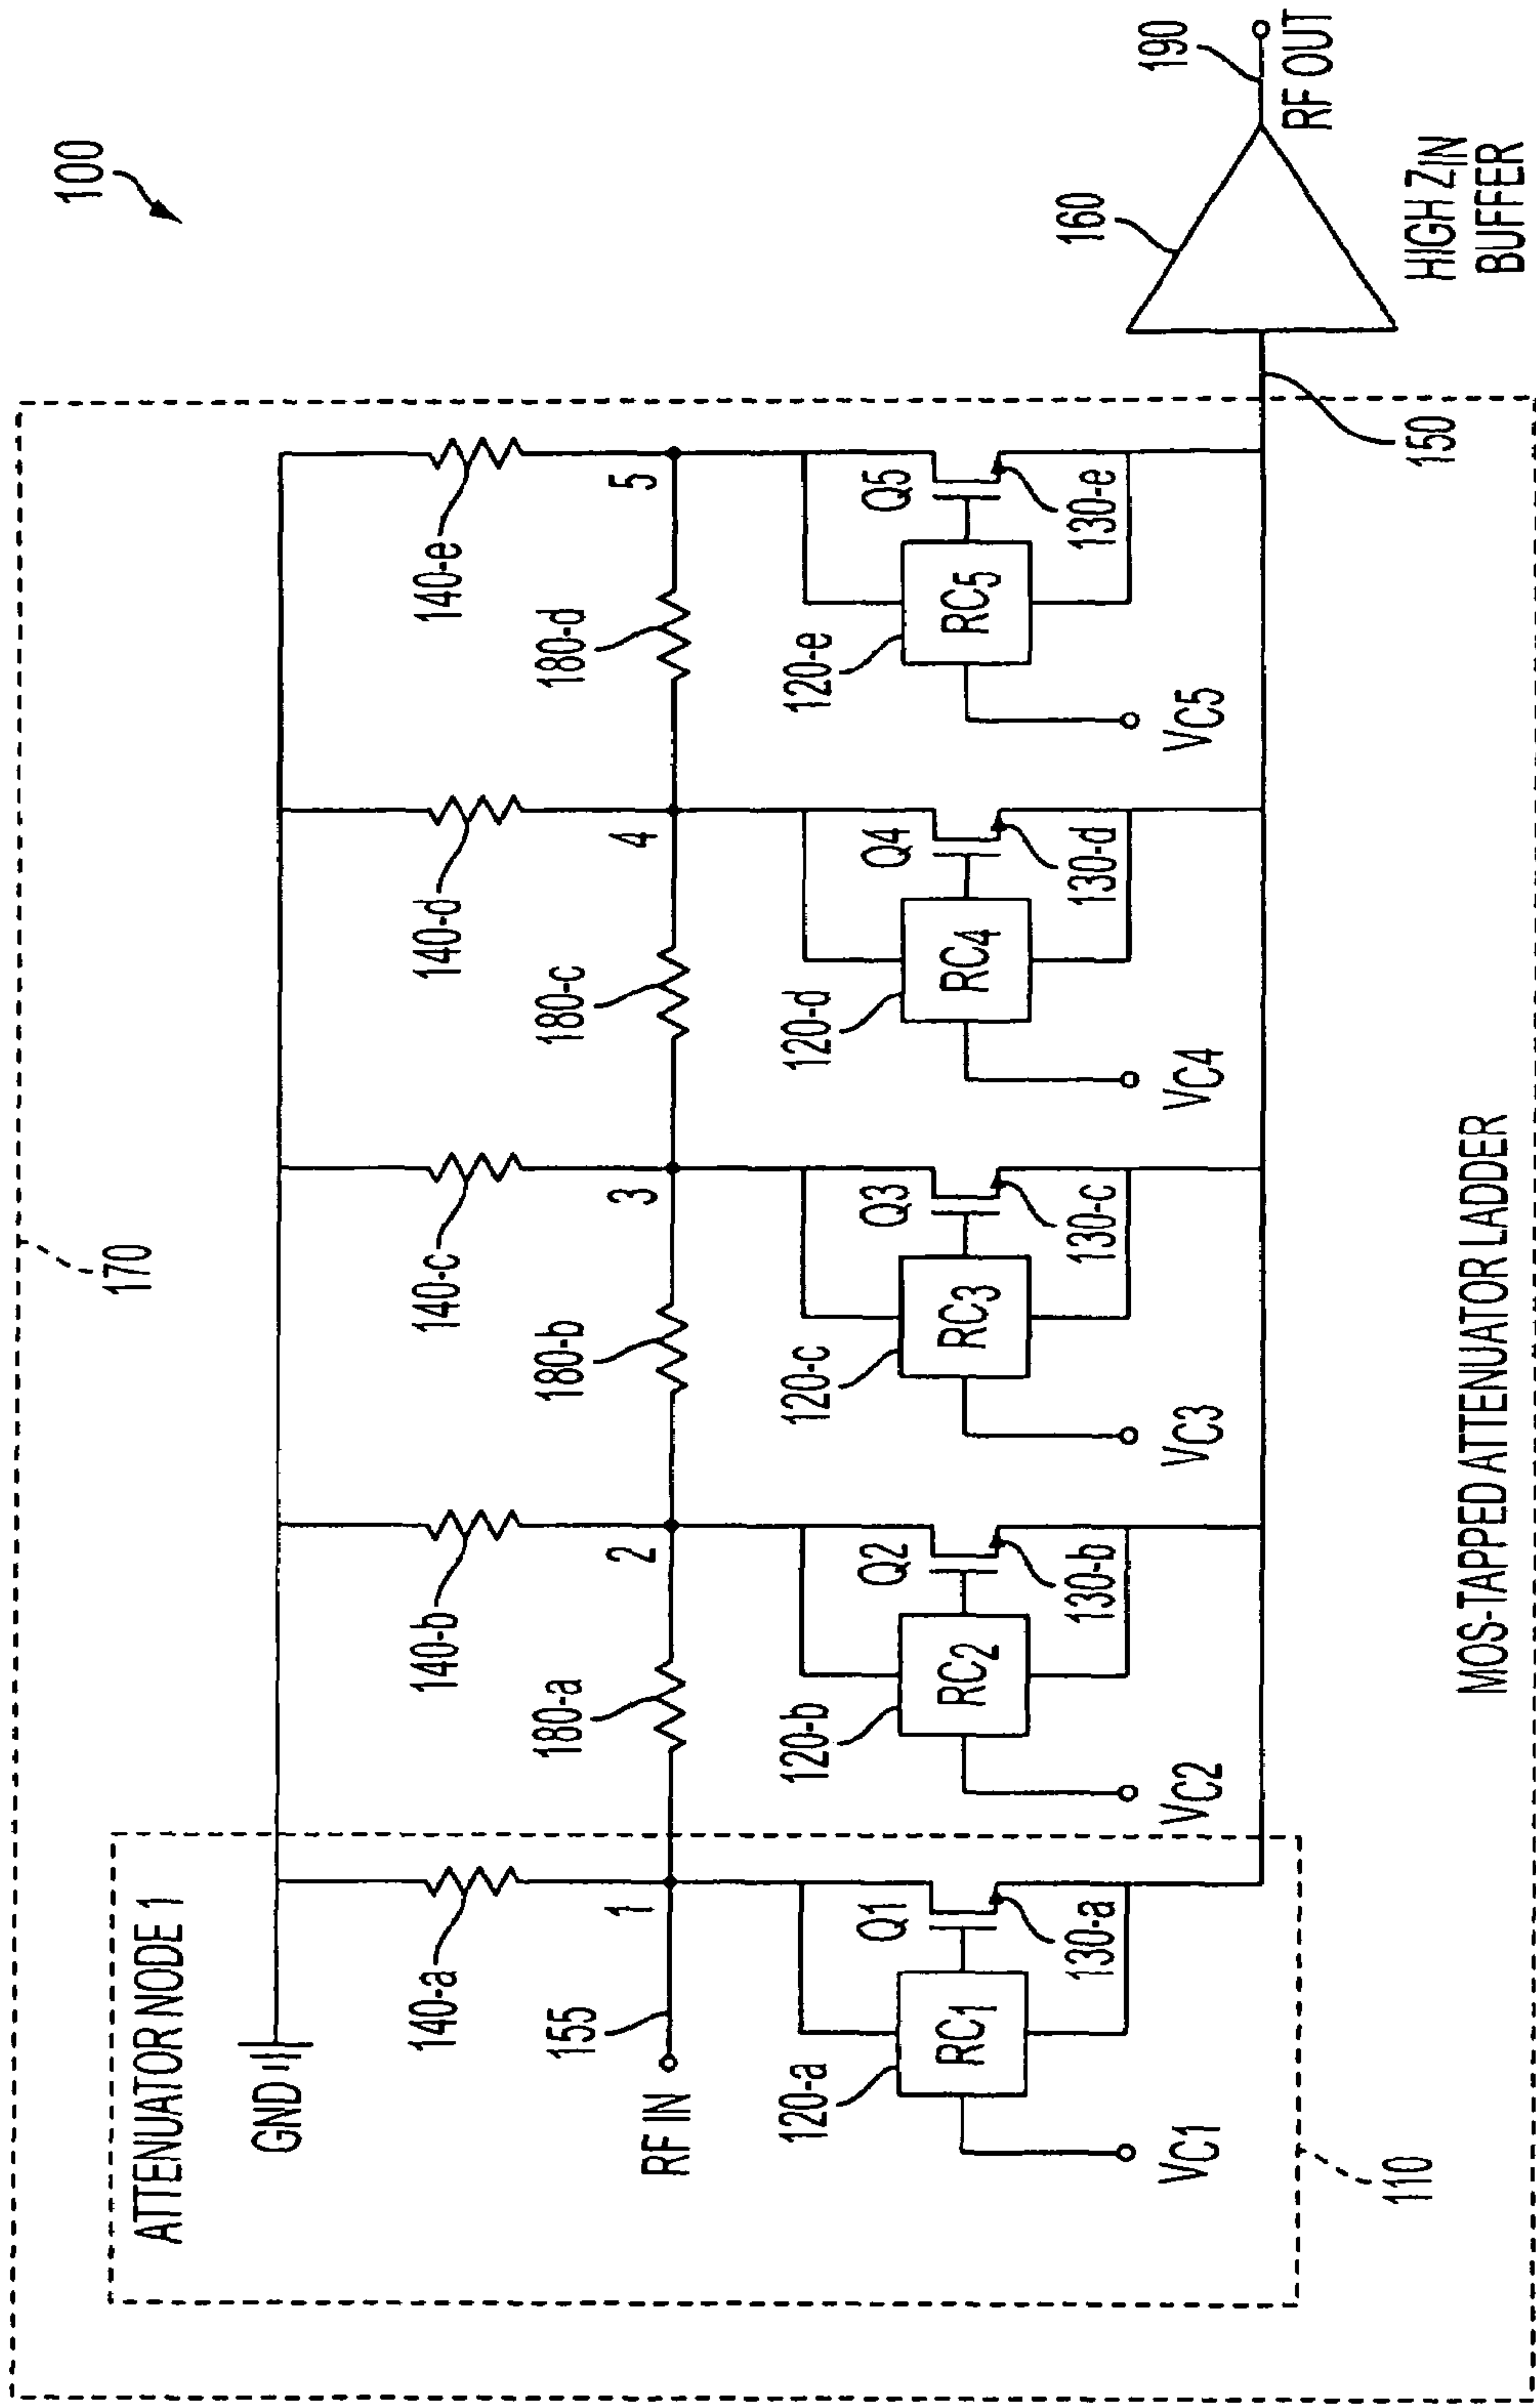 100
170
ATTENUATOR NODE 1
GND
140-a
140-b
140-c
140-d
140-e
RF IN
155
1
180-a
2
180-b
3
180-c
4
180-d
5
120-a
RC1
Q1
130-a
VC1
120-b
RC2
Q2
130-b
VC2
120-c
RC3
Q3
130-c
VC3
120-d
RC4
Q4
130-d
VC4
120-e
RC5
Q5
130-e
VC5
110
150
160
190
RF OUT
HIGH ZIN
BUFFER
MOS-TAPPED ATTENUATOR LADDER